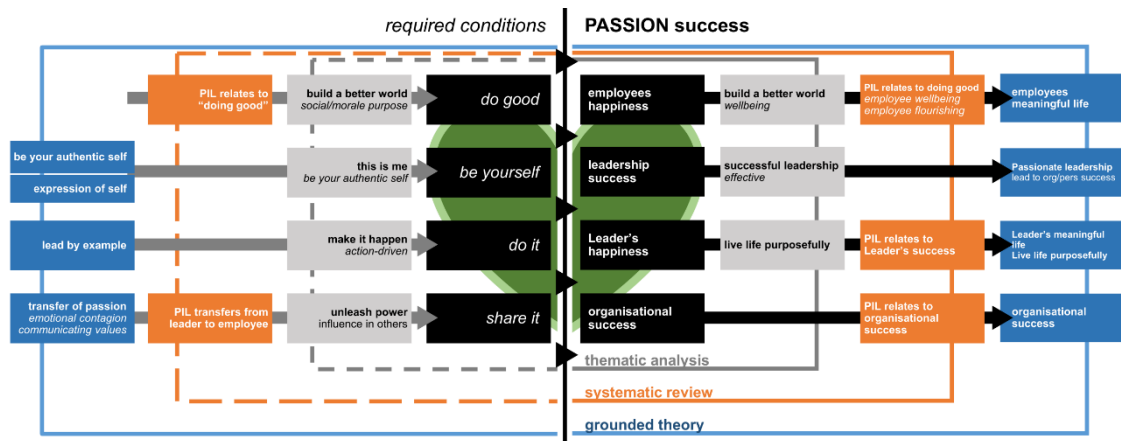 required conditions
PASSION success
PIL relates to
“doing good”
build a better world
social/morale purpose
do good
employees
happiness
build a better world
wellbeing
PIL relates to doing good
employee wellbeing
employee flourishing
employees
meaningful life
be your authentic self
expression of self
this is me
be your authentic self
be yourself
leadership
success
successful leadership
effective
Passionate leadership
lead to org/pers success
lead by example
make it happen
action-driven
do it
Leader's
happiness
live life purposefully
PIL relates to
Leader's success
Leader's meaningful
life
Live life purposefully
transfer of passion
emotional contagion
communicating values
PIL transfers from
leader to employee
unleash power
influence in others
share it
organisational
success
PIL relates to
organisational
success
organisational
success
thematic analysis
systematic review
grounded theory